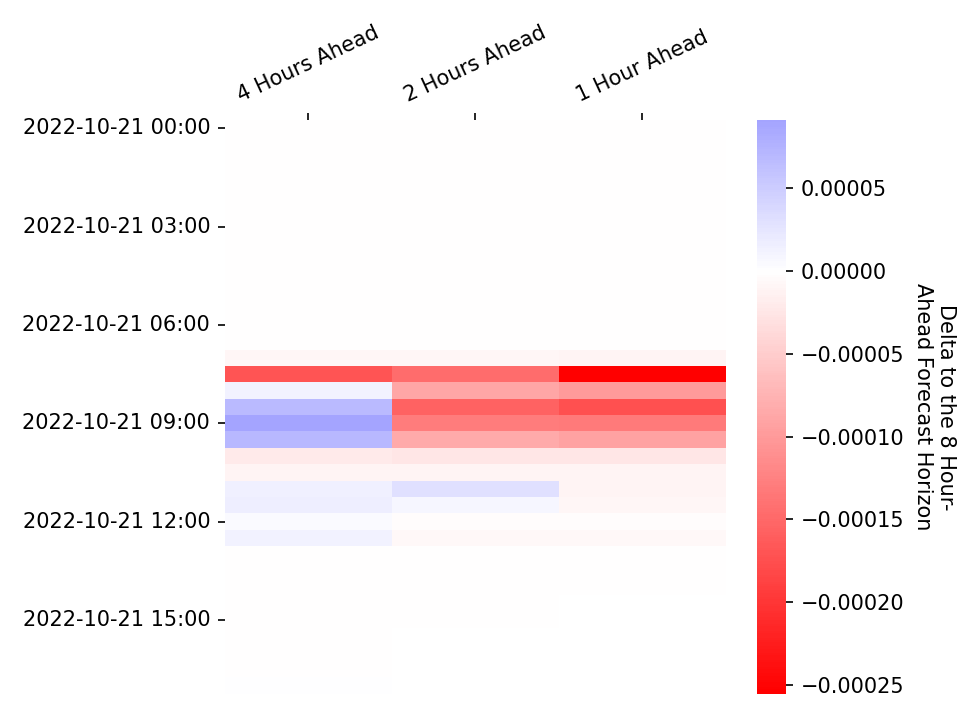 4 Hours Ahead
2 Hours Ahead
1 Hour Ahead
2022-10-21 00:00
2022-10-21 03:00
2022-10-21 06:00
2022-10-21 09:00
2022-10-21 12:00
2022-10-21 15:00
0.00005
0.00000
−0.00005
−0.00010
−0.00015
−0.00020
−0.00025
Delta to the 8 Hour-
Ahead Forecast Horizon